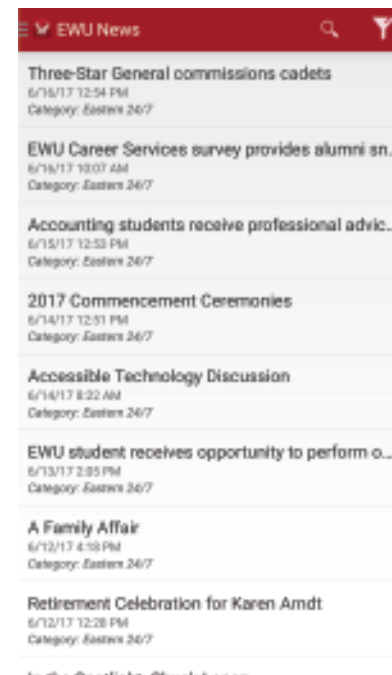 EWU News
Three-Star General commissions cadets
6/16/17 12:54 PM
Category: Eastern 24/7
EWU Career Services survey provides alumni sn..
6/16/17 10:07 AM
Category: Eastern 24/7
Accounting students receive professional advic..
6/15/17 12:53 PM
Category: Eastern 24/7
2017 Commencement Ceremonies
6/14/17 12:51 PM
Category: Eastern 24/7
Accessible Technology Discussion
6/14/17 8:22 AM
Category: Eastern 24/7
EWU student receives opportunity to perform o...
6/13/17 2:05 PM
Category: Eastern 24/7
A Family Affair
6/12/17 4:18 PM
Category: Eastern 24/7
Retirement Celebration for Karen Arndt
6/12/17 12:28 PM
Category: Eastern 24/7